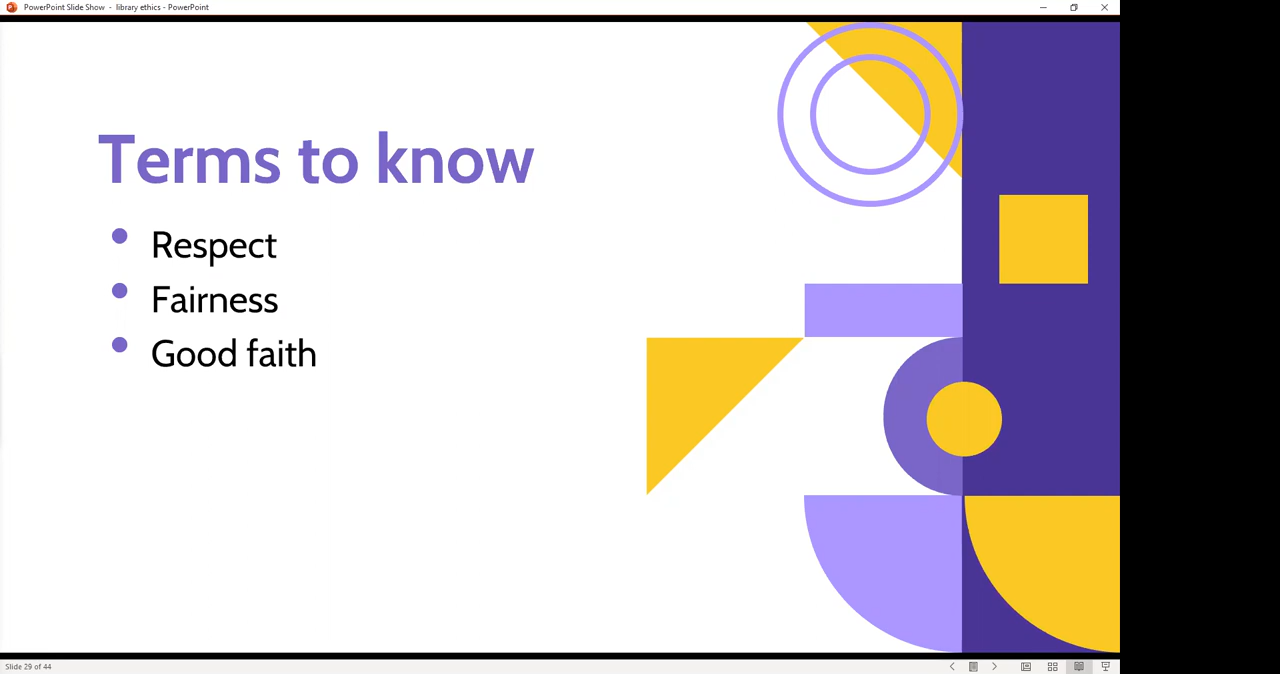 PowerPoint Slide Show - library ethics - PowerPoint
Terms to know
Respect
Fairness
Good faith
Slide 29 of 44